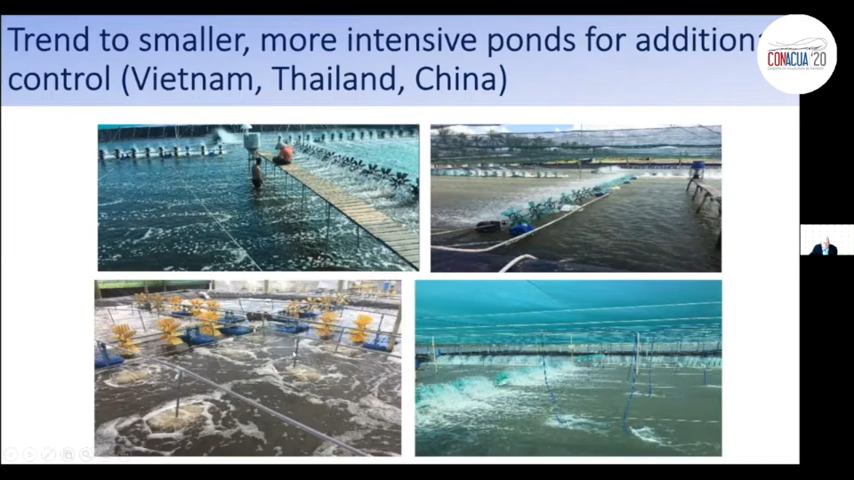 Trend to smaller, more intensive ponds for addition
control (Vietnam, Thailand, China)
CONACUA '20